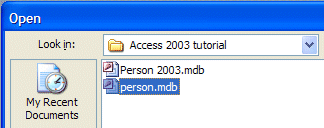 Open
Look in: Access 2003 tutorial
Person 2003.mdb
person.mdb
My Recent
Documents